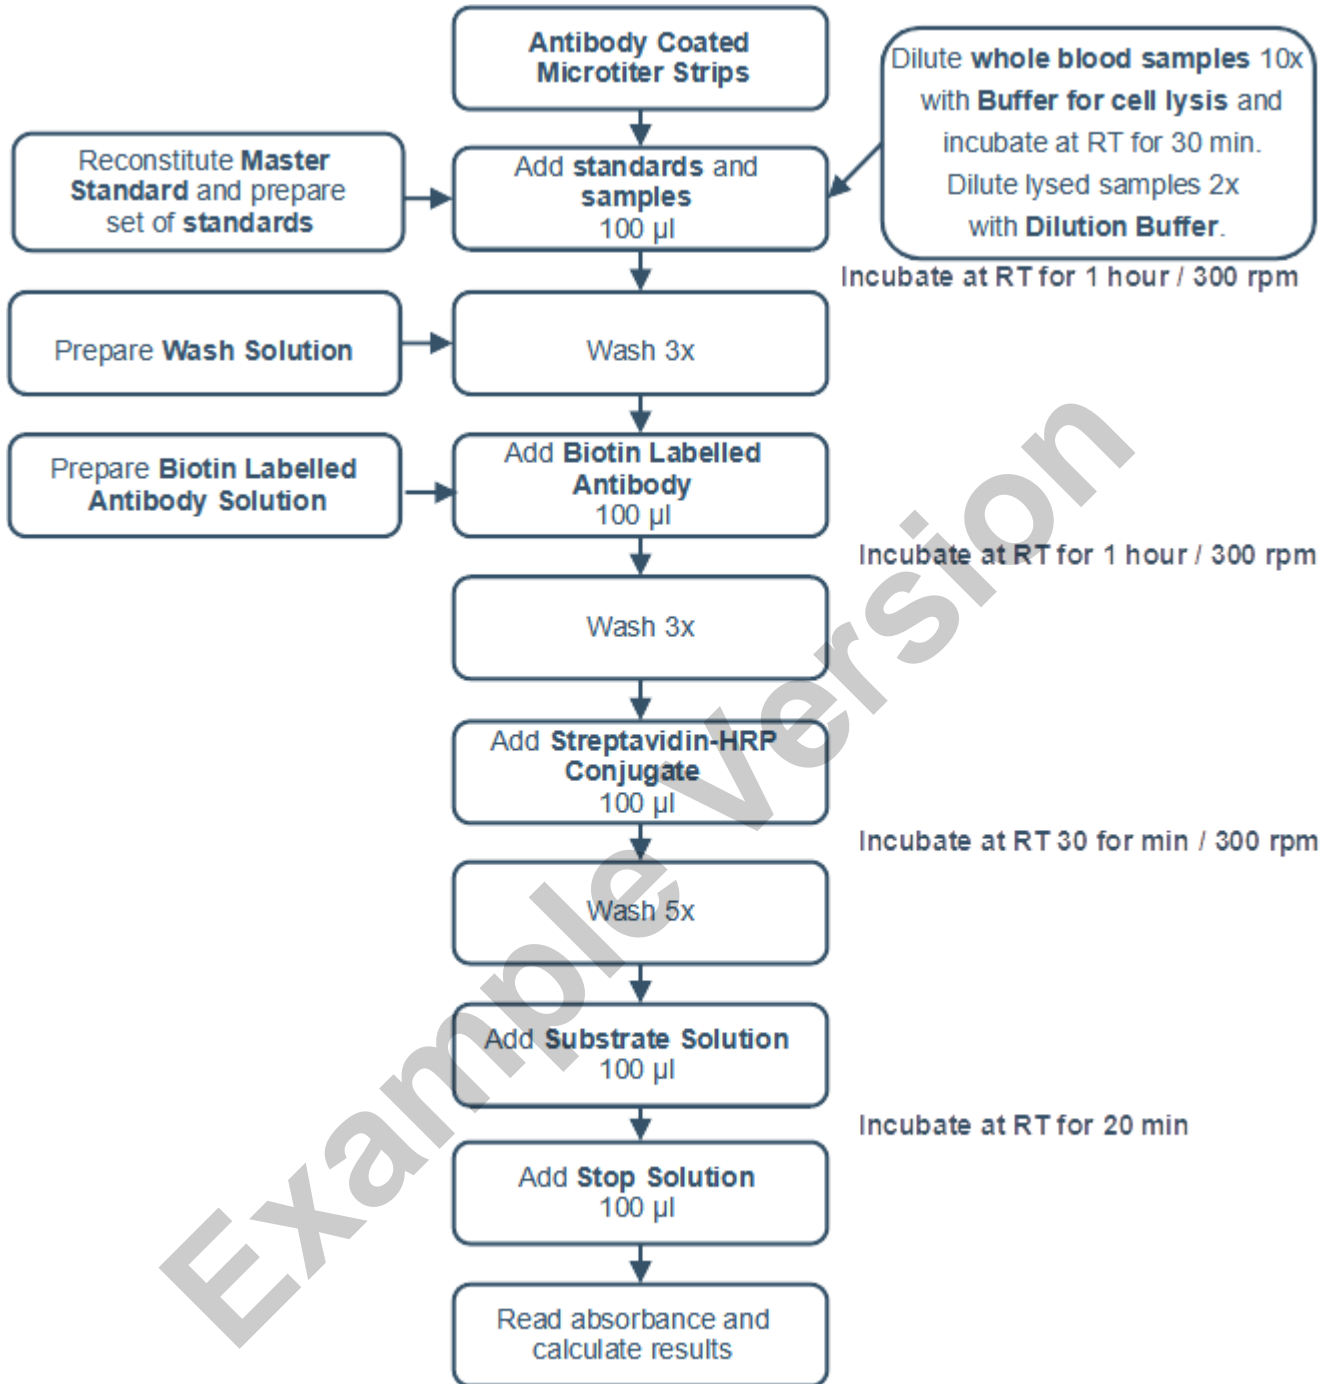 Antibody Coated
Microtiter Strips
Dilute whole blood samples 10x
with Buffer for cell lysis and
incubate at RT for 30 min.
Dilute lysed samples 2x
with Dilution Buffer.
Reconstitute Master
Standard and prepare
set of standards
Add standards and
samples
100 µl
Incubate at RT for 1 hour / 300 rpm
Prepare Wash Solution
Wash 3x
Prepare Biotin Labelled
Antibody Solution
Add Biotin Labelled
Antibody
100 µl
Incubate at RT for 1 hour / 300 rpm
Wash 3x
Add Streptavidin-HRP
Conjugate
100 µl
Incubate at RT 30 for min / 300 rpm
Wash 5x
Add Substrate Solution
100 µl
Incubate at RT for 20 min
Add Stop Solution
100 µl
Read absorbance and
calculate results
Example Version